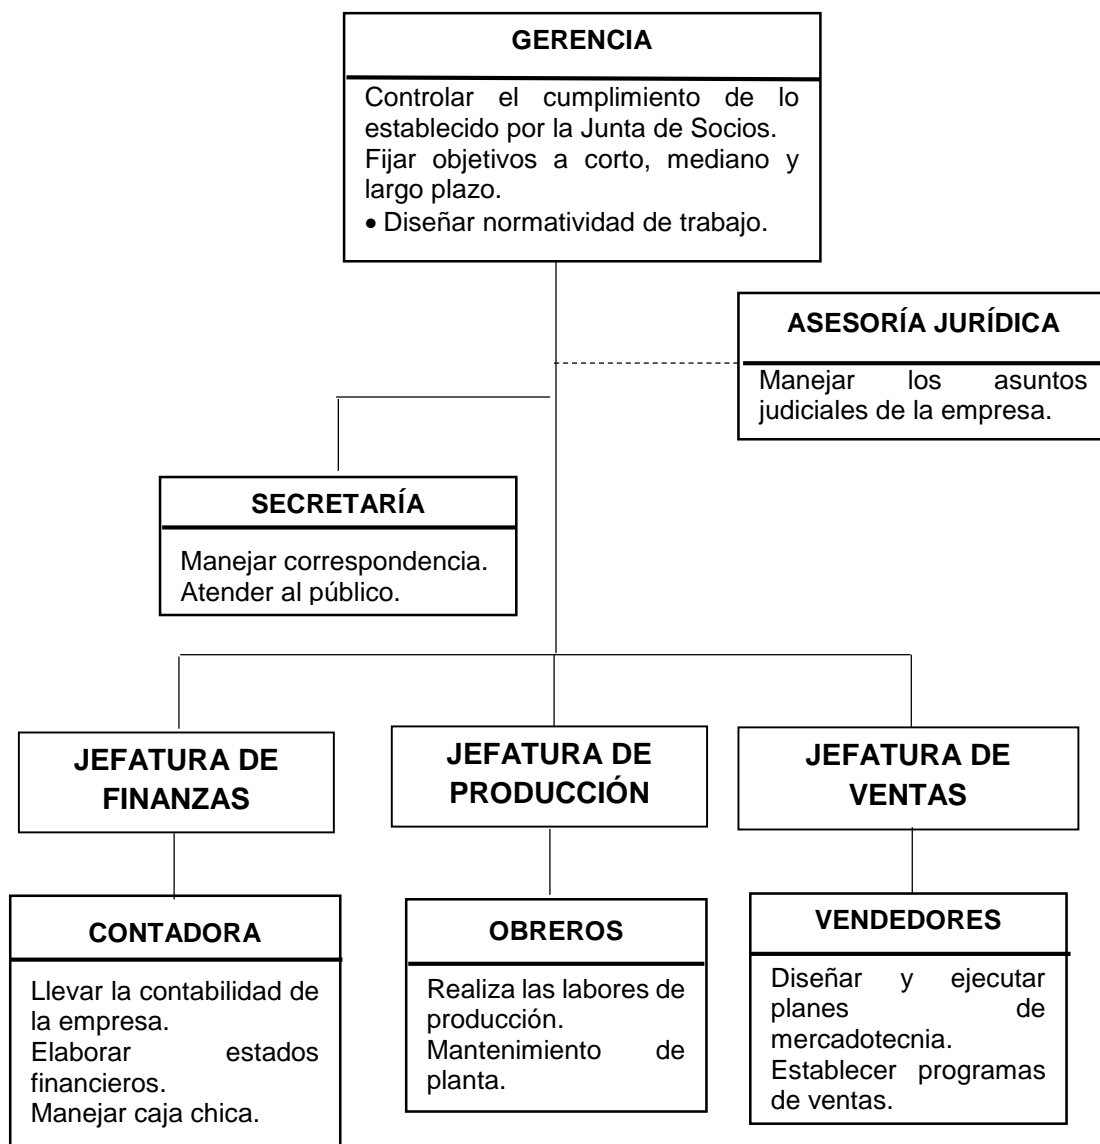 GERENCIA
Controlar el cumplimiento de lo
establecido por la Junta de Socios.
Fijar objetivos a corto, mediano y
largo plazo.
• Diseñar normatividad de trabajo.
ASESORÍA JURÍDICA
Manejar los asuntos
judiciales de la empresa.
SECRETARÍA
Manejar correspondencia.
Atender al público.
JEFATURA DE
FINANZAS
JEFATURA DE
PRODUCCIÓN
JEFATURA DE
VENTAS
CONTADORA
Llevar la contabilidad de
la empresa.
Elaborar estados
financieros.
Manejar caja chica.
OBREROS
Realiza las labores de
producción.
Mantenimiento de
planta.
VENDEDORES
Diseñar y ejecutar
planes de
mercadotecnia.
Establecer programas
de ventas.